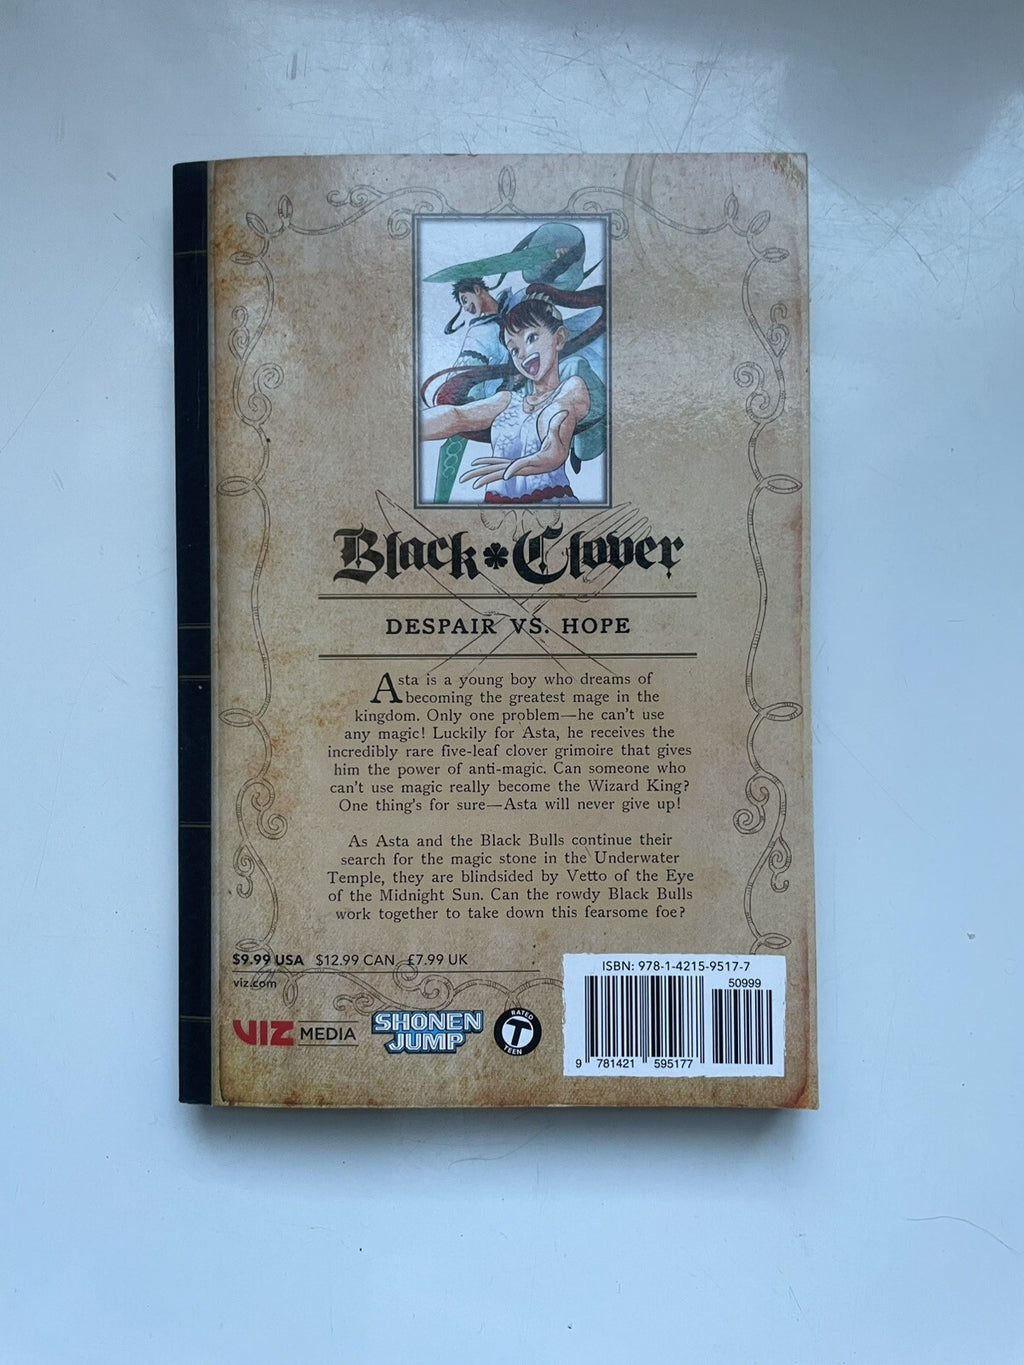 Black Clover
DESPAIR VS. HOPE
Asta is a young boy who dreams of
becoming the greatest mage in the
kingdom. Only one problem—he can't use
any magic! Luckily for Asta, he receives the
incredibly rare five-leaf clover grimoire that gives
him the power of anti-magic. Can someone who
can't use magic really become the Wizard King?
One thing's for sure—Asta will never give up!
As Asta and the Black Bulls continue their
search for the magic stone in the Underwater
Temple, they are blindsided by Vetto of the Eye
of the Midnight Sun. Can the rowdy Black Bulls
work together to take down this fearsome foe?
$9.99 USA $12.99 CAN £7.99 UK
viz.com
VIZ MEDIA
SHONEN
JUMP
RATED
T
TEEN
ISBN: 978-1-4215-9517-7
50999
9 781421 595177